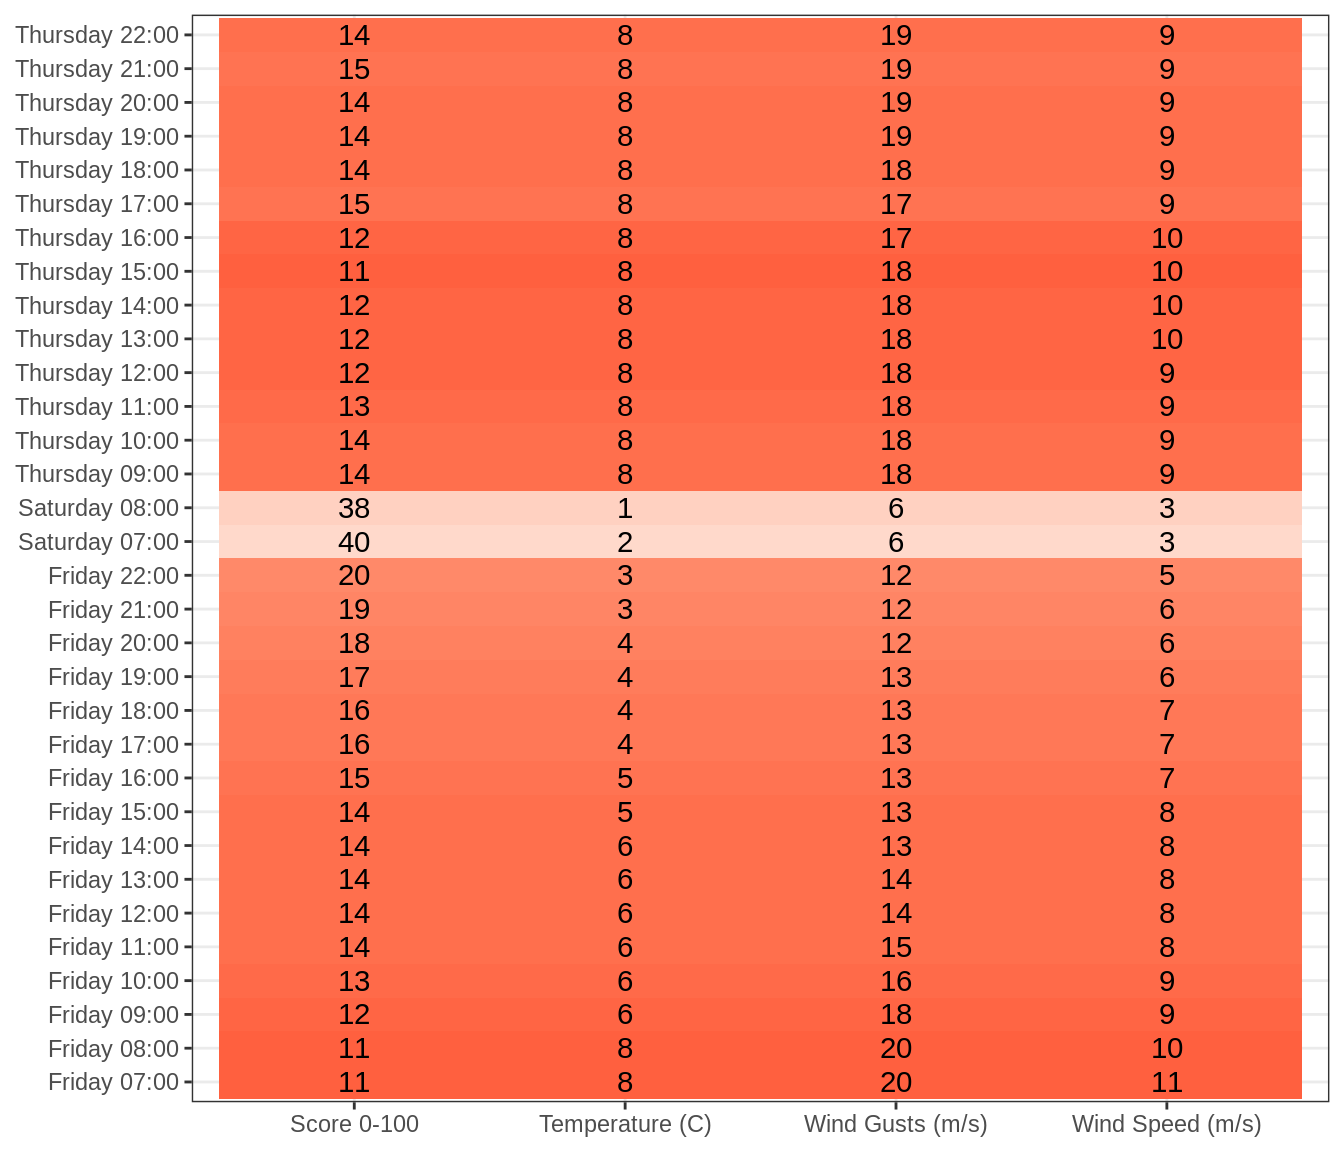 Thursday 22:00 14 8 19 9
Thursday 21:00 15 8 19 9
Thursday 20:00 14 8 19 9
Thursday 19:00 14 8 19 9
Thursday 18:00 14 8 18 9
Thursday 17:00 15 8 17 9
Thursday 16:00 12 8 17 10
Thursday 15:00 11 8 18 10
Thursday 14:00 12 8 18 10
Thursday 13:00 12 8 18 10
Thursday 12:00 12 8 18 9
Thursday 11:00 13 8 18 9
Thursday 10:00 14 8 18 9
Thursday 09:00 14 8 18 9
Saturday 08:00 38 1 6 3
Saturday 07:00 40 2 6 3
Friday 22:00 20 3 12 5
Friday 21:00 19 3 12 6
Friday 20:00 18 4 12 6
Friday 19:00 17 4 13 6
Friday 18:00 16 4 13 7
Friday 17:00 16 4 13 7
Friday 16:00 15 5 13 7
Friday 15:00 14 5 13 8
Friday 14:00 14 6 13 8
Friday 13:00 14 6 14 8
Friday 12:00 14 6 14 8
Friday 11:00 14 6 15 8
Friday 10:00 13 6 16 9
Friday 09:00 12 6 18 9
Friday 08:00 11 8 20 10
Friday 07:00 11 8 20 11
Score 0-100 Temperature (C) Wind Gusts (m/s) Wind Speed (m/s)